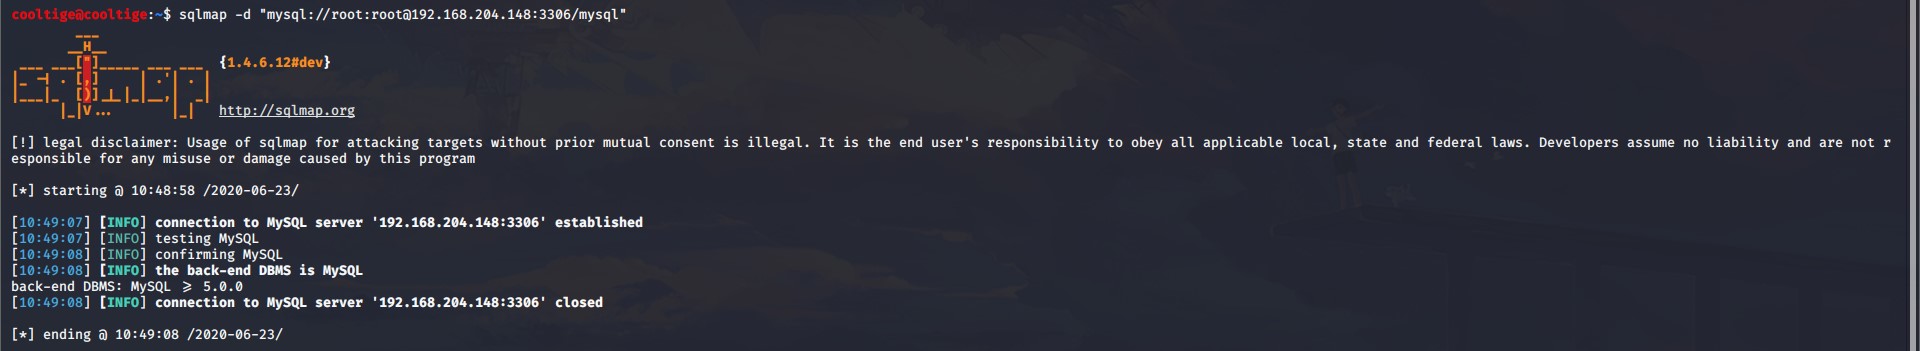 cooltige@cooltige:~$ sqlmap -d "mysql://root:root@192.168.204.148:3306/mysql"
        ___
       __H__
 ___ ___["]_____ ___ ___  {1.4.6.12#dev}
|_ -| . [,]     | .'| . |
|___|_  [)]_|_|_|__,|  _|
      |_|V...       |_|   http://sqlmap.org
[!] legal disclaimer: Usage of sqlmap for attacking targets without prior mutual consent is illegal. It is the end user's responsibility to obey all applicable local, state and federal laws. Developers assume no liability and are not r
esponsible for any misuse or damage caused by this program
[*] starting @ 10:48:58 /2020-06-23/
[10:49:07] [INFO] connection to MySQL server '192.168.204.148:3306' established
[10:49:07] [INFO] testing MySQL
[10:49:08] [INFO] confirming MySQL
[10:49:08] [INFO] the back-end DBMS is MySQL
back-end DBMS: MySQL ⩾ 5.0.0
[10:49:08] [INFO] connection to MySQL server '192.168.204.148:3306' closed
[*] ending @ 10:49:08 /2020-06-23/